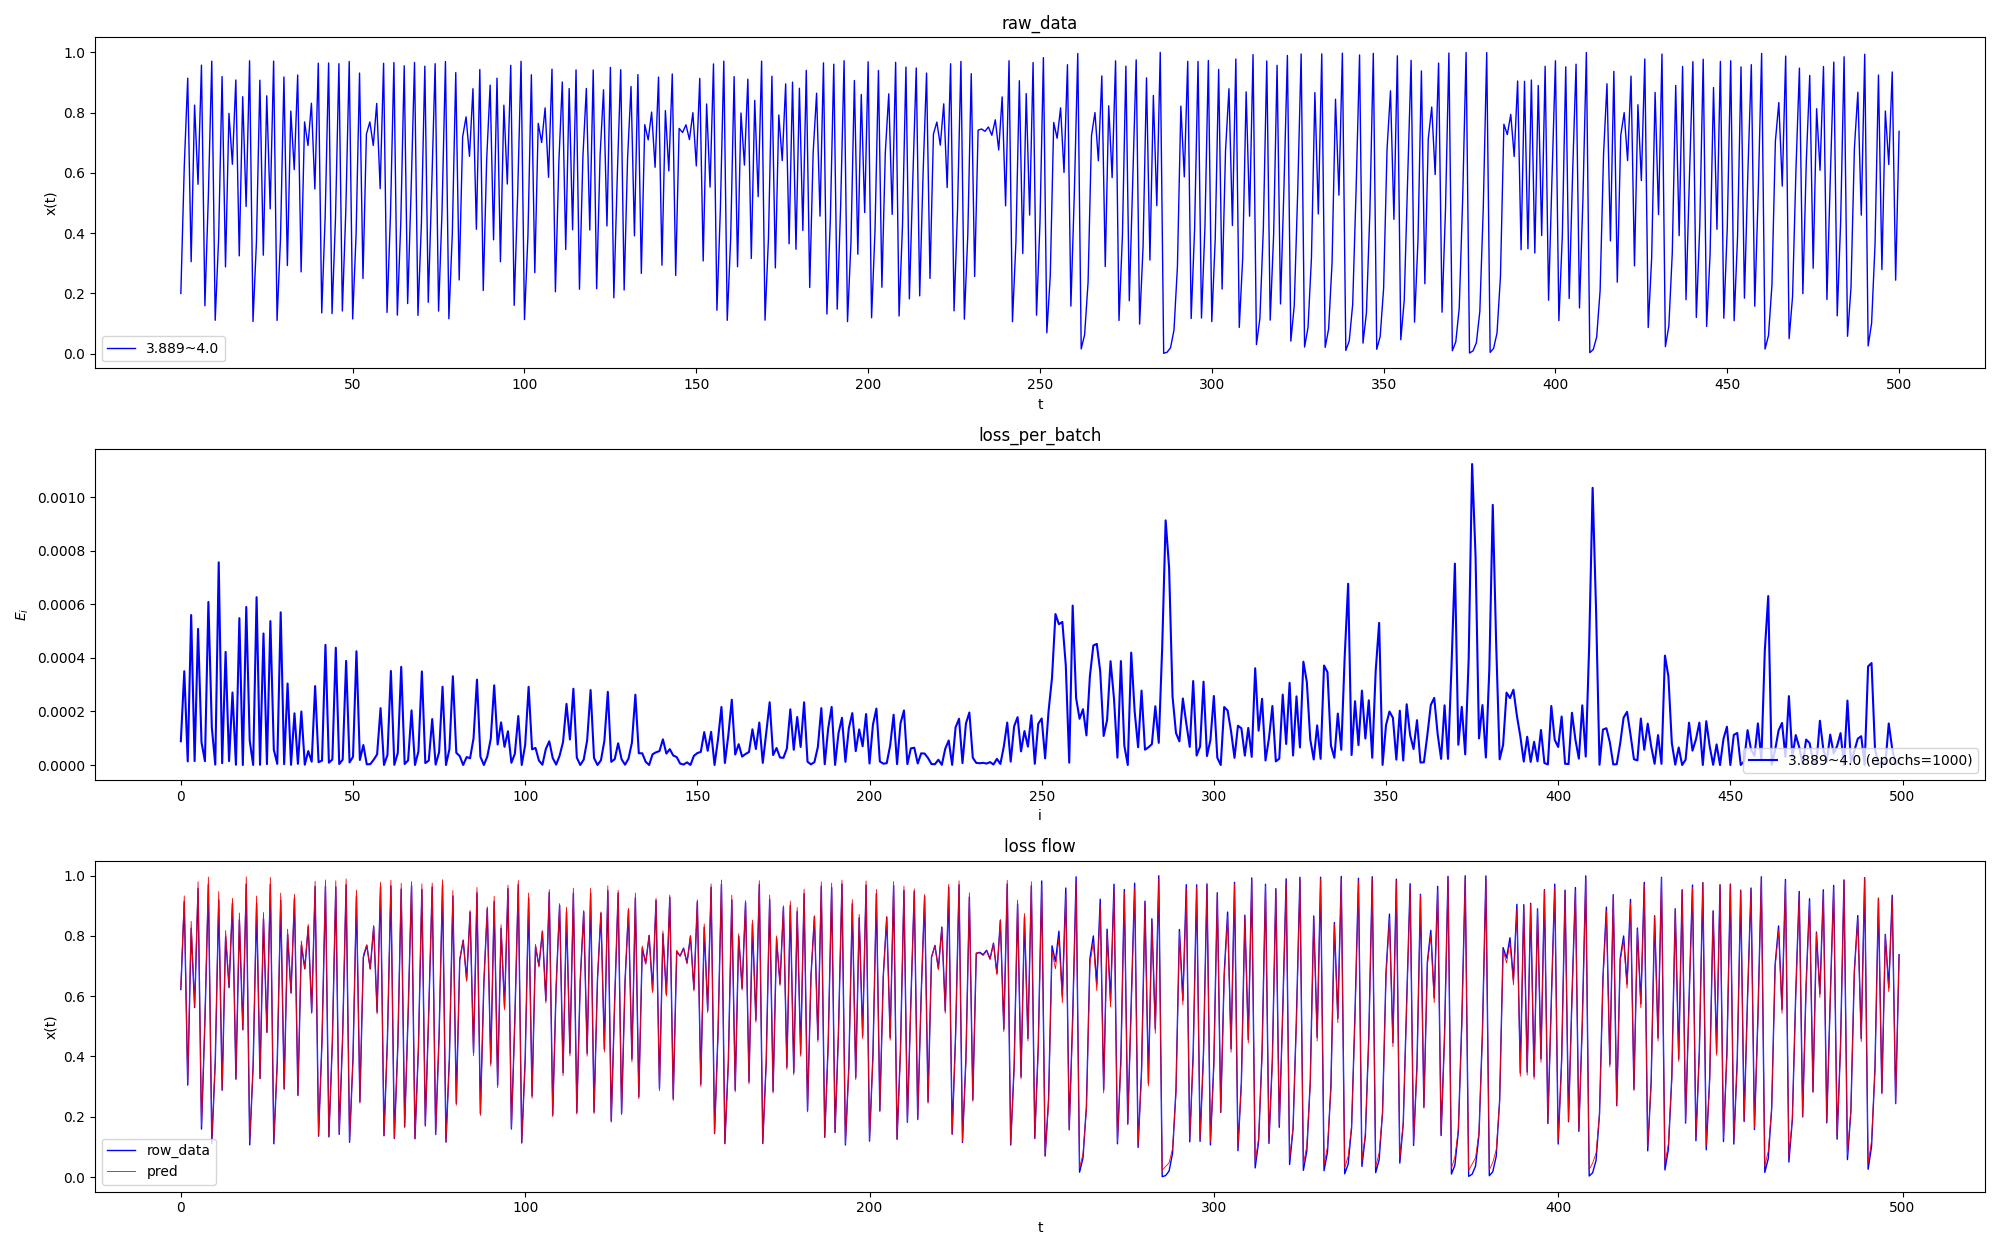 raw_data
1.0
0.8
0.6
0.4
0.2
0.0
x(t)
3.889~4.0
50 100 150 200 250 300 350 400 450 500
t
loss_per_batch
0.0010
0.0008
0.0006
0.0004
0.0002
0.0000
E_i
3.889~4.0 (epochs=1000)
0 50 100 150 200 250 300 350 400 450 500
i
loss flow
1.0
0.8
0.6
0.4
0.2
0.0
x(t)
row_data
pred
0 100 200 300 400 500
t